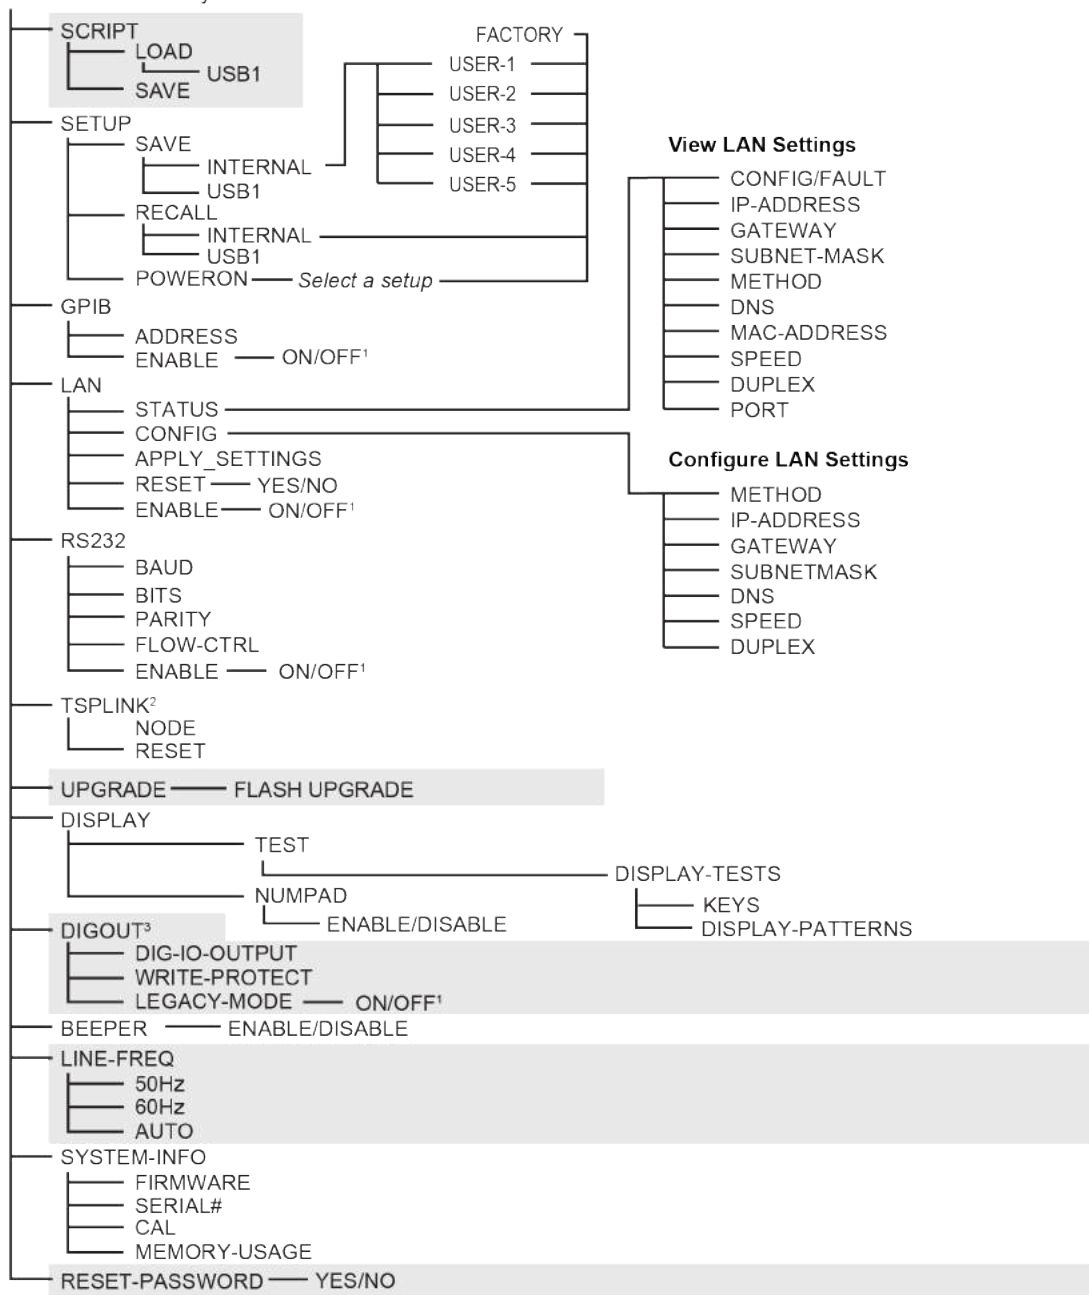 SCRIPT
LOAD
USB1
SAVE
SETUP
SAVE
INTERNAL
USB1
RECALL
INTERNAL
USB1
POWERON Select a setup
FACTORY
USER-1
USER-2
USER-3
USER-4
USER-5
GPIB
ADDRESS
ENABLE ON/OFF¹
LAN
STATUS
CONFIG
APPLY_SETTINGS
RESET YES/NO
ENABLE ON/OFF¹
View LAN Settings
CONFIG/FAULT
IP-ADDRESS
GATEWAY
SUBNET-MASK
METHOD
DNS
MAC-ADDRESS
SPEED
DUPLEX
PORT
Configure LAN Settings
METHOD
IP-ADDRESS
GATEWAY
SUBNETMASK
DNS
SPEED
DUPLEX
RS232
BAUD
BITS
PARITY
FLOW-CTRL
ENABLE ON/OFF¹
TSPLINK²
NODE
RESET
UPGRADE FLASH UPGRADE
DISPLAY
TEST
DISPLAY-TESTS
KEYS
DISPLAY-PATTERNS
NUMPAD
ENABLE/DISABLE
DIGOUT³
DIG-IO-OUTPUT
WRITE-PROTECT
LEGACY-MODE ON/OFF¹
BEEPER ENABLE/DISABLE
LINE-FREQ
50Hz
60Hz
AUTO
SYSTEM-INFO
FIRMWARE
SERIAL#
CAL
MEMORY-USAGE
RESET-PASSWORD YES/NO